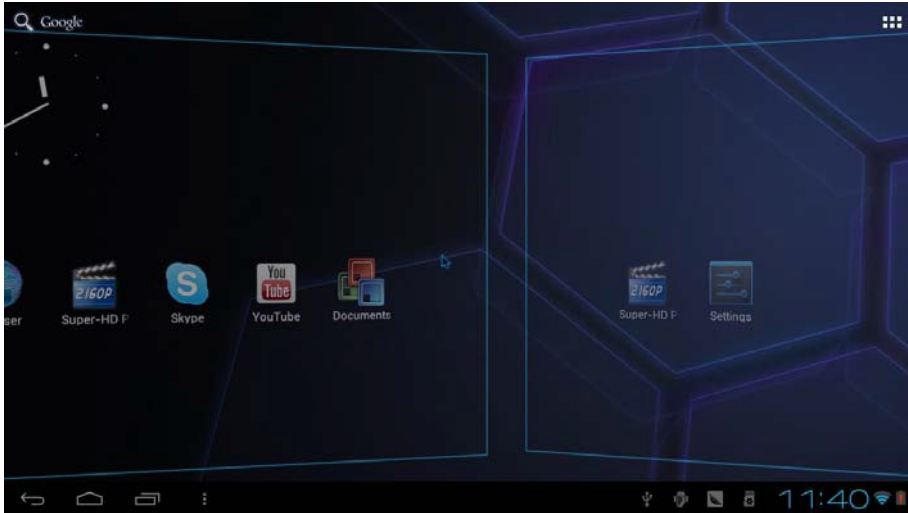 Google
ser
2160P
Super-HD P
S
Skype
You
Tube
YouTube
Documents
2160P
Super-HD P
Settings
11:40